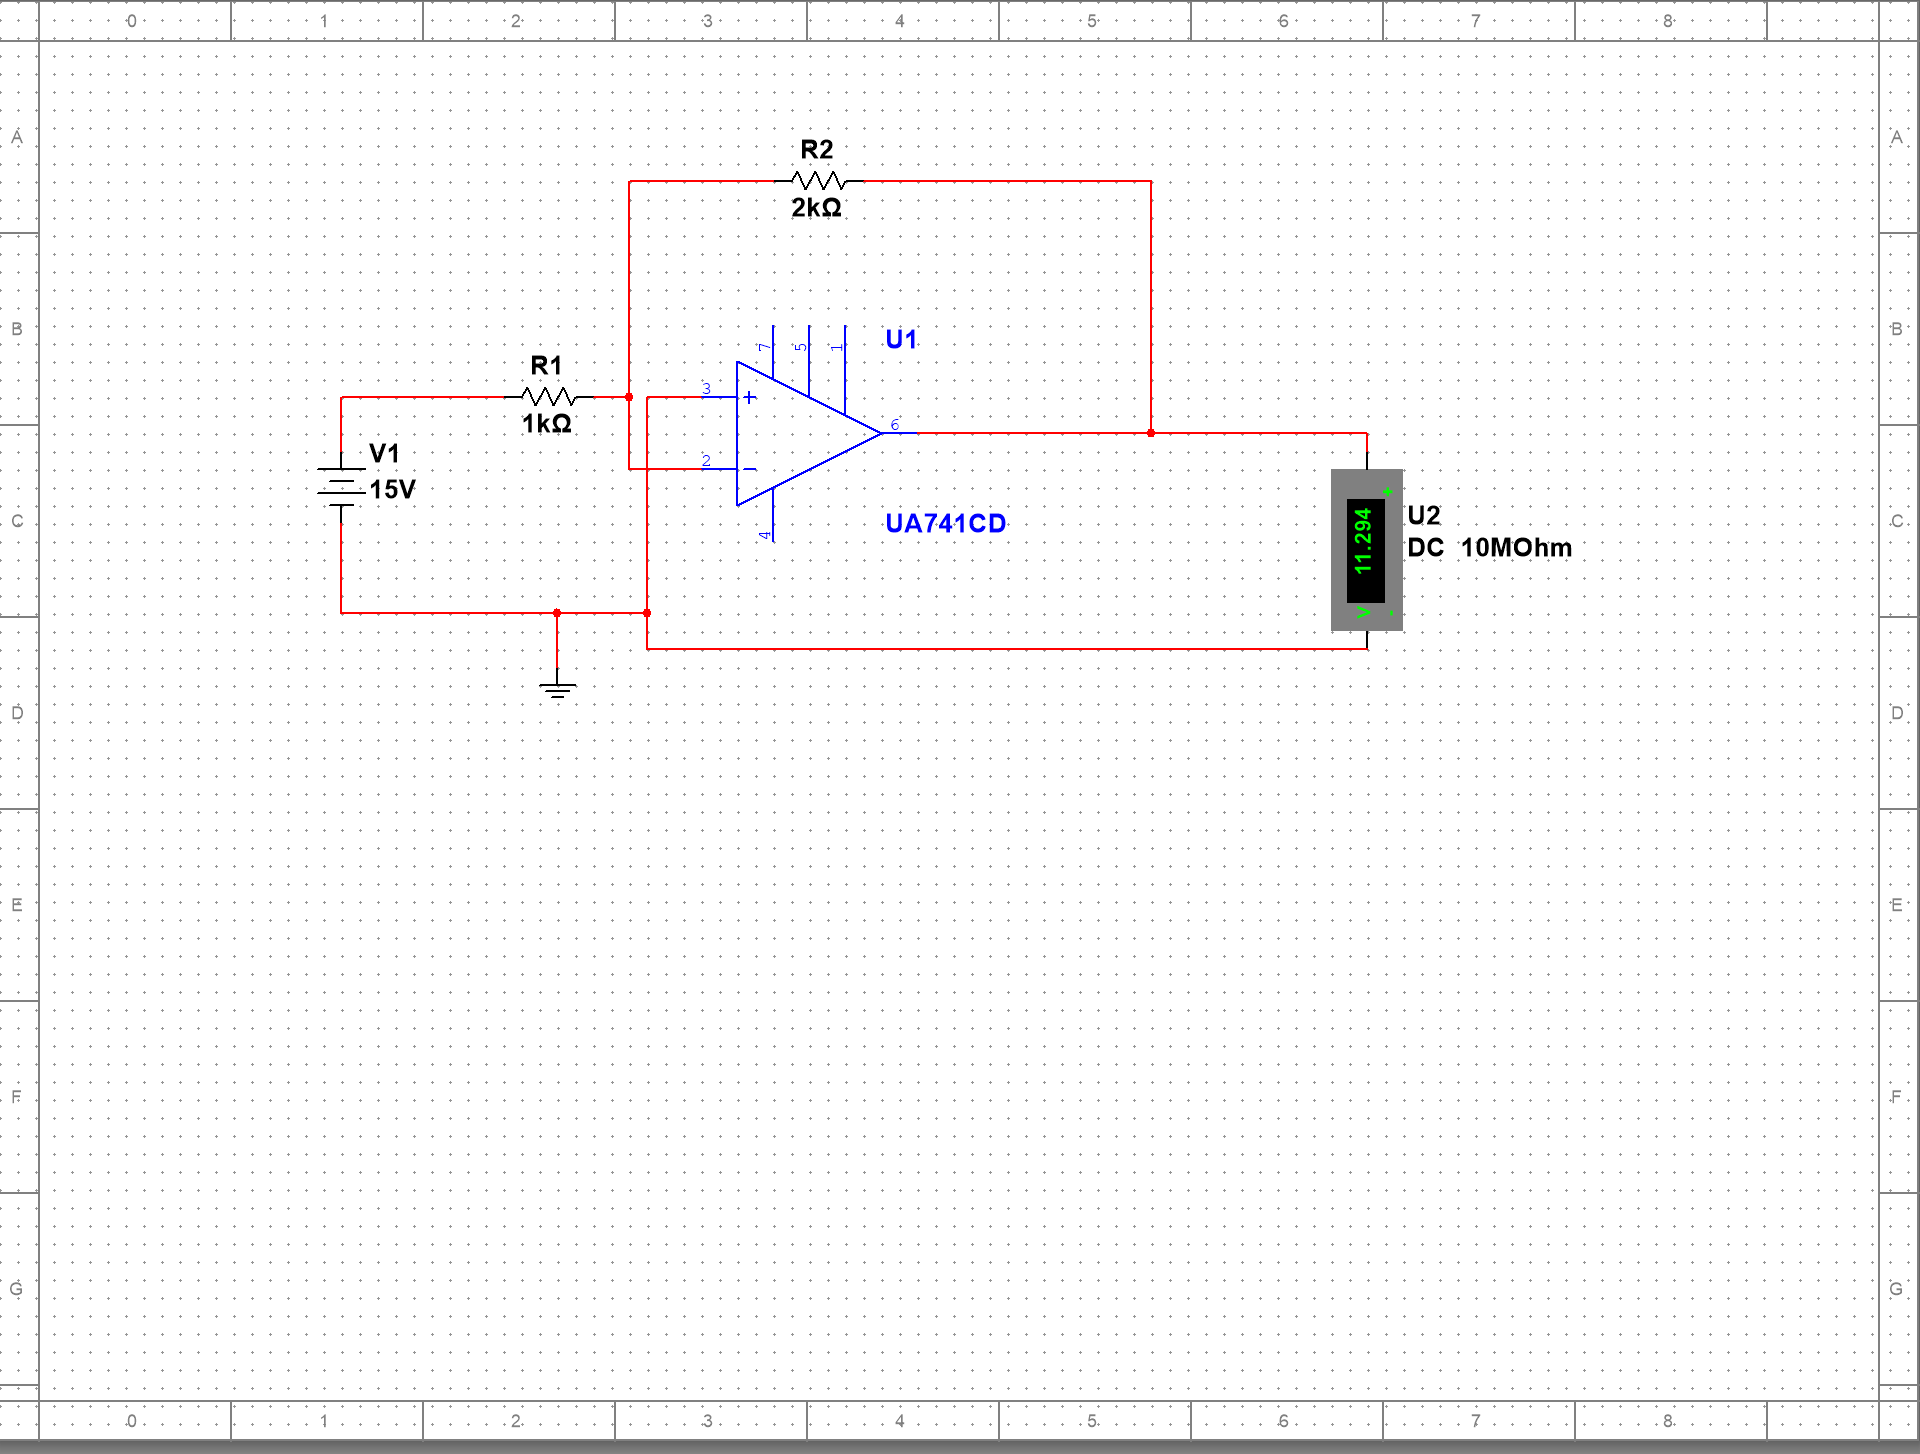 0 1 2 3 4 5 6 7 8
A A
R2
2kΩ
B B
7 5 1 U1
R1
1kΩ
3
6
2
V1
15V
4
UA741CD
C C
11.294
V
U2
DC 10MOhm
D D
E E
F F
G G
0 1 2 3 4 5 6 7 8